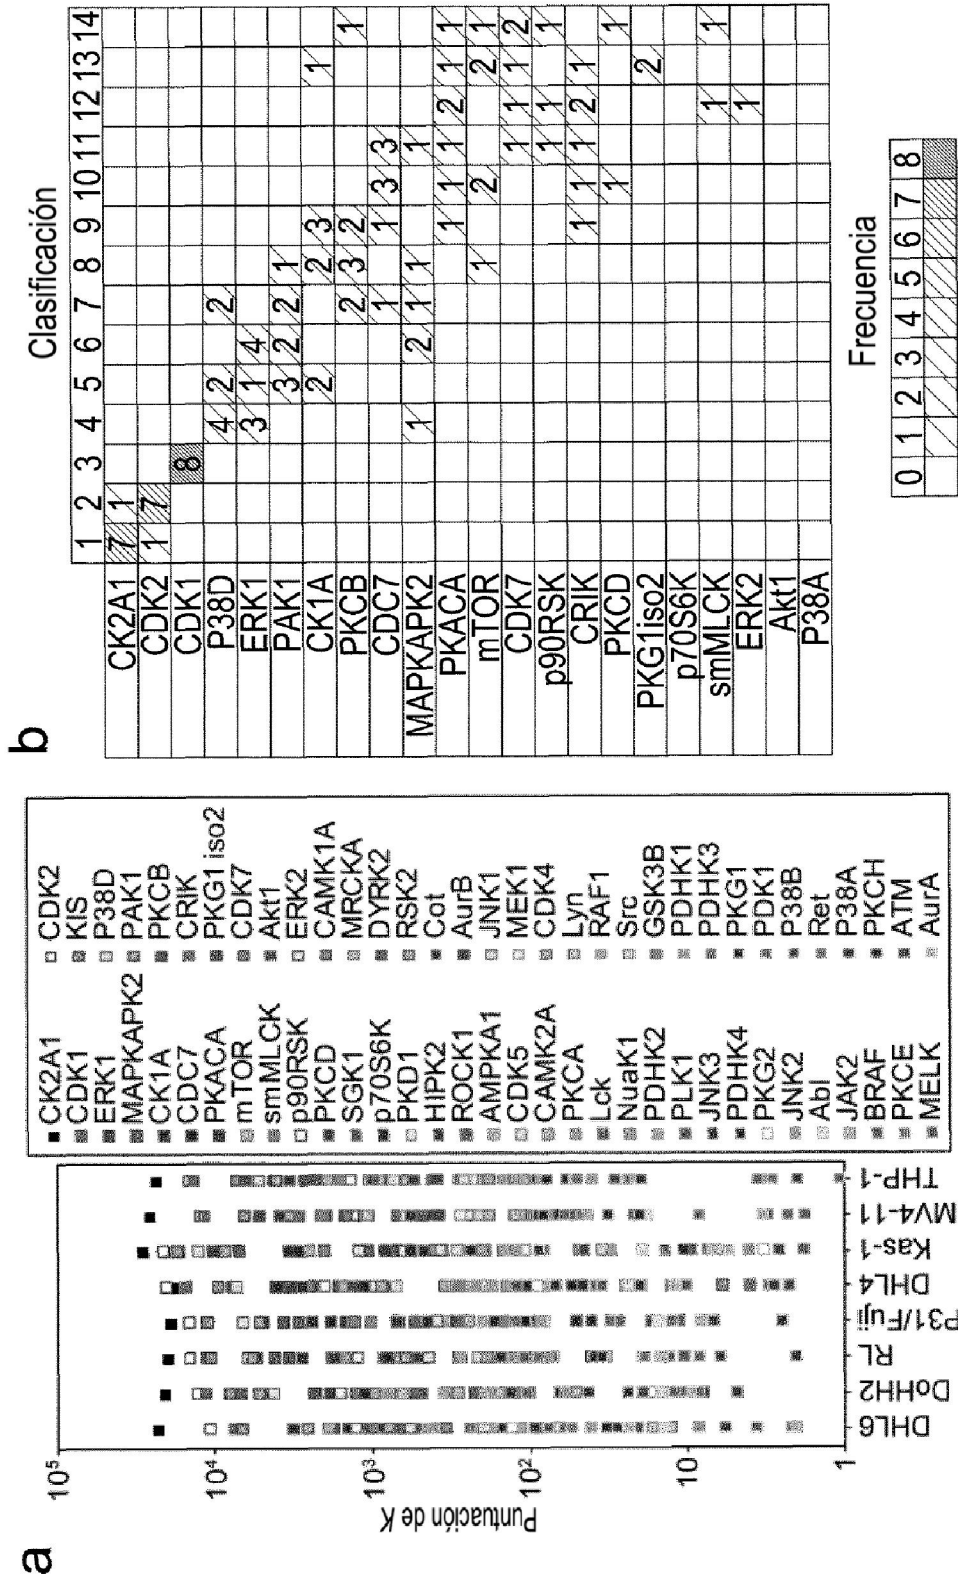 a
Puntuación de K
10⁵
10⁴
10³
10²
10
1
DHL6
DoHH2
RL
P31/Fujii
DHL4
Kas-1
MV4-11
THP-1
CK2A1 CDK2
CDK1 KIS
ERK1 P38D
MAPKAPK2 PAK1
CK1A PKCB
CDC7 CRIK
PKACA PKG1iso2
mTOR CDK7
smMLCK Akt1
p90RSK ERK2
PKCD CAMK1A
SGK1 MRCKA
p70S6K DYRK2
PKD1 RSK2
HIPK2 Cot
ROCK1 AurB
AMPKA1 JNK1
CDK5 MEK1
CAMK2A CDK4
PKCA Lyn
Lck RAF1
NuaK1 Src
PDHK2 GSK3B
PLK1 PDHK1
JNK3 PDHK3
PDHK4 PKG1
PKG2 PDK1
JNK2 P38B
Abl Ret
JAK2 P38A
BRAF PKCH
PKCE ATM
MELK AurA
b
Clasificación
1 2 3 4 5 6 7 8 9 10 11 12 13 14
CK2A1 7 1
CDK2 1 7
CDK1 8
P38D 4 2 2
ERK1 3 1 4
PAK1 3 2 2 1
CK1A 2 2 3 1
PKCB 2 3 2 1
CDC7 1 1 3 3
MAPKAPK2 1 2 1 1 1
PKACA 1 1 1 2 1 1
mTOR 1 2 2 1
CDK7 1 1 1 2
p90RSK 1 1 1
CRIK 1 1 1 2 1
PKCD 1 1
PKG1iso2 2
p70S6K
smMLCK 1 1
ERK2 1
Akt1
P38A
Frecuencia
0 1 2 3 4 5 6 7 8